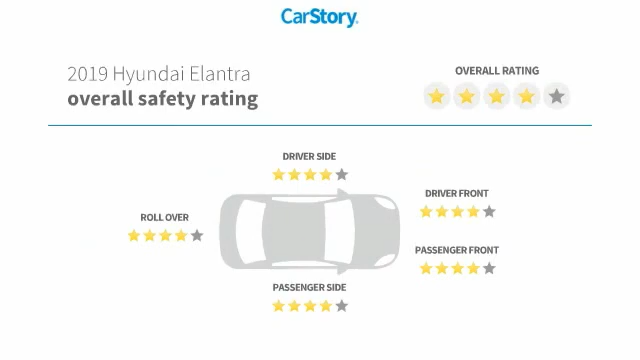 CarStory
2019 Hyundai Elantra
overall safety rating
OVERALL RATING
DRIVER SIDE
DRIVER FRONT
ROLL OVER
PASSENGER FRONT
PASSENGER SIDE